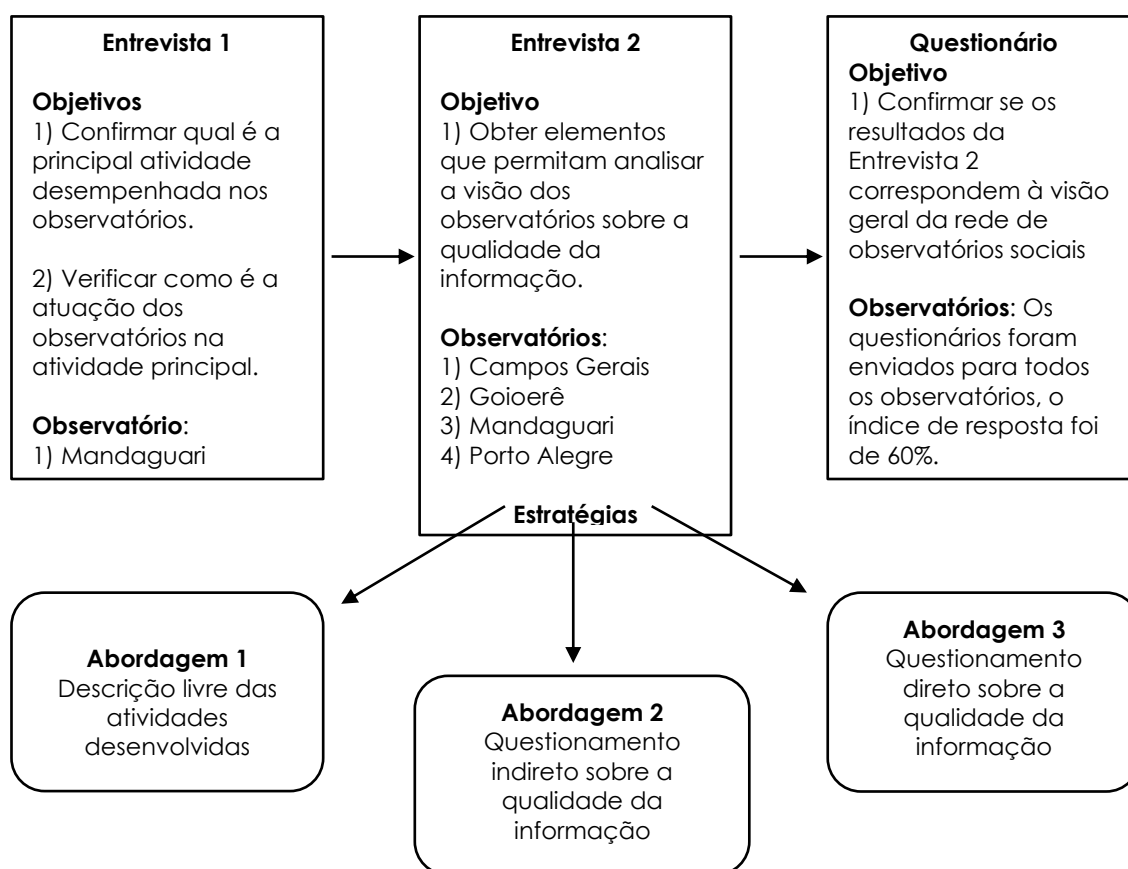 Entrevista 1
Objetivos
1) Confirmar qual é a
principal atividade
desempenhada nos
observatórios.
2) Verificar como é a
atuação dos
observatórios na
atividade principal.
Observatório:
1) Mandaguari
Entrevista 2
Objetivo
1) Obter elementos
que permitam analisar
a visão dos
observatórios sobre a
qualidade da
informação.
Observatórios:
1) Campos Gerais
2) Goioerê
3) Mandaguari
4) Porto Alegre
Estratégias
Questionário
Objetivo
1) Confirmar se os
resultados da
Entrevista 2
correspondem à visão
geral da rede de
observatórios sociais
Observatórios: Os
questionários foram
enviados para todos
os observatórios, o
índice de resposta foi
de 60%.
Abordagem 1
Descrição livre das
atividades
desenvolvidas
Abordagem 2
Questionamento
indireto sobre a
qualidade da
informação
Abordagem 3
Questionamento
direto sobre a
qualidade da
informação